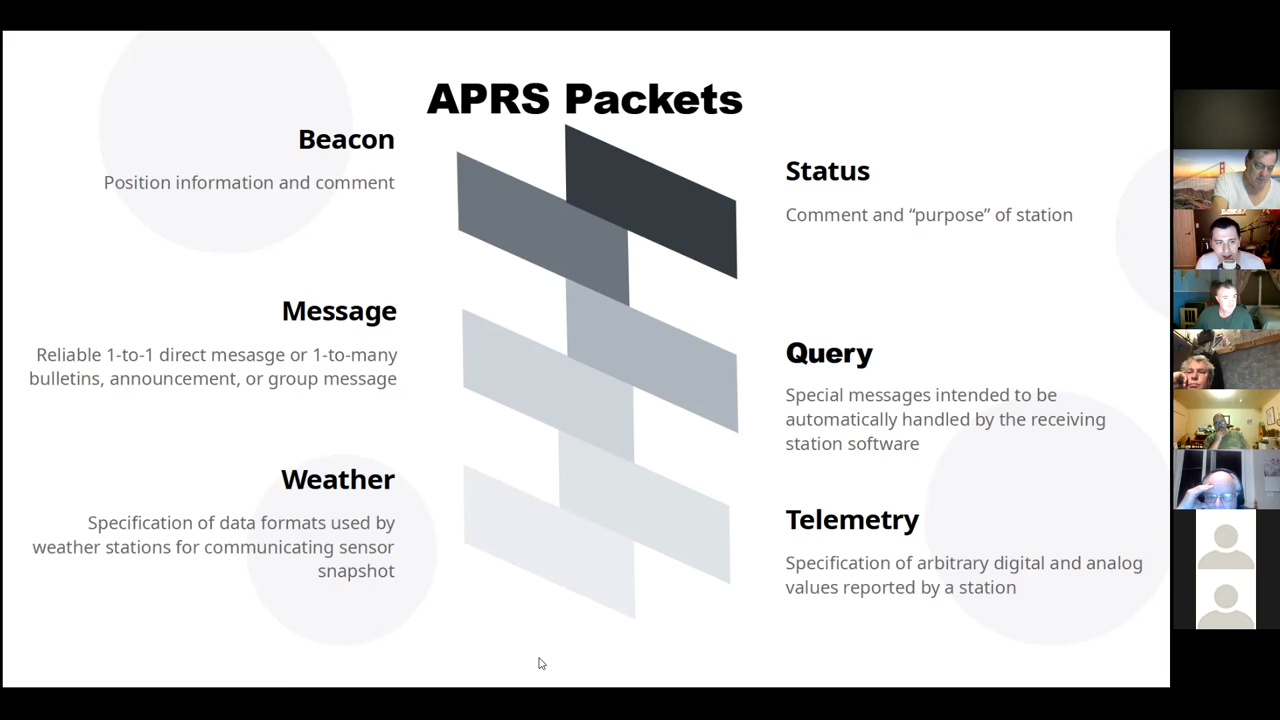 APRS Packets
Beacon
Position information and comment
Status
Comment and “purpose” of station
Message
Reliable 1-to-1 direct mesasge or 1-to-many
bulletins, announcement, or group message
Query
Special messages intended to be
automatically handled by the receiving
station software
Weather
Specification of data formats used by
weather stations for communicating sensor
snapshot
Telemetry
Specification of arbitrary digital and analog
values reported by a station